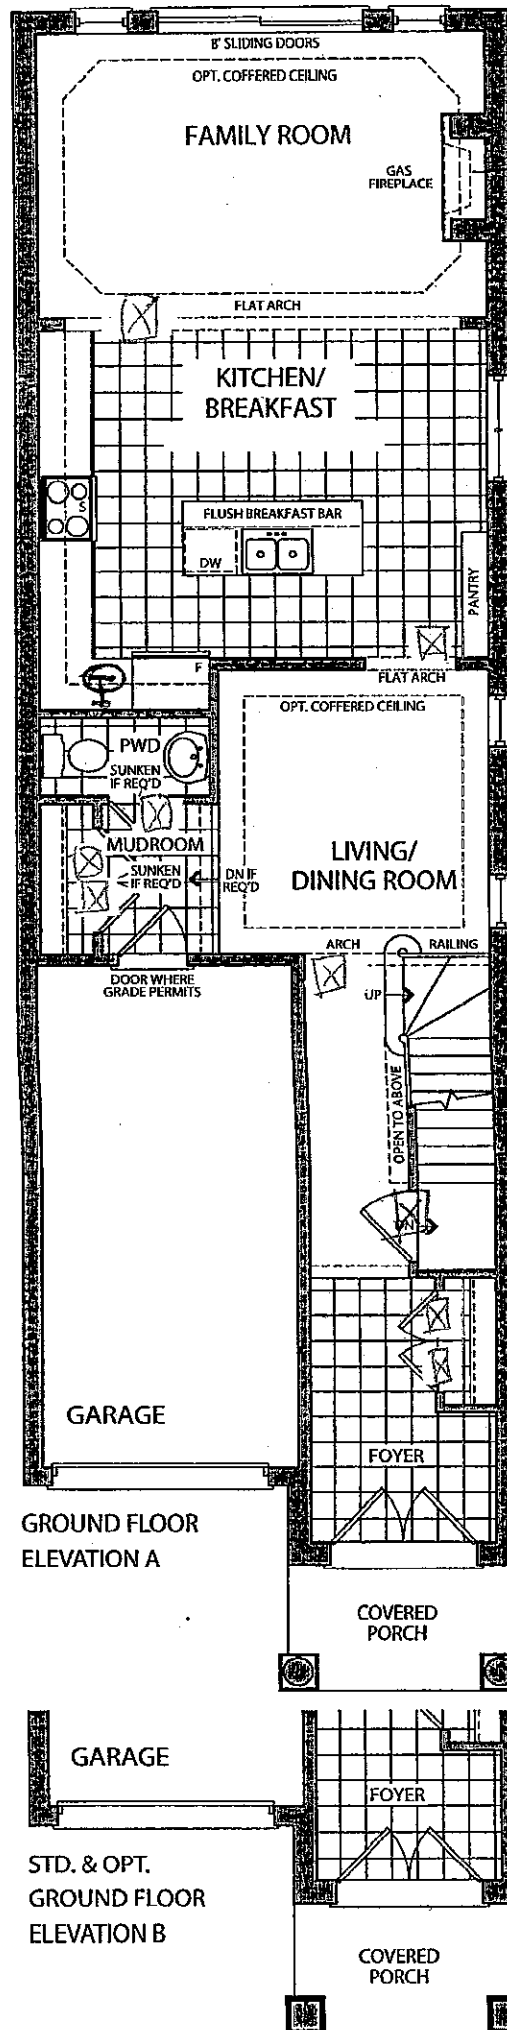 8' SLIDING DOORS
OPT. COFFERED CEILING
FAMILY ROOM
GAS
FIREPLACE
FLAT ARCH
KITCHEN/
BREAKFAST
S
FLUSH BREAKFAST BAR
DW
PANTRY
F
FLAT ARCH
OPT. COFFERED CEILING
PWD
SUNKEN
IF REQ'D
MUDROOM
SUNKEN
IF REQ'D
DN IF
REQ'D
LIVING/
DINING ROOM
ARCH
RAILING
DOOR WHERE
GRADE PERMITS
UP
OPEN TO ABOVE
DN
GARAGE
FOYER
GROUND FLOOR
ELEVATION A
COVERED
PORCH
GARAGE
FOYER
STD. & OPT.
GROUND FLOOR
ELEVATION B
COVERED
PORCH